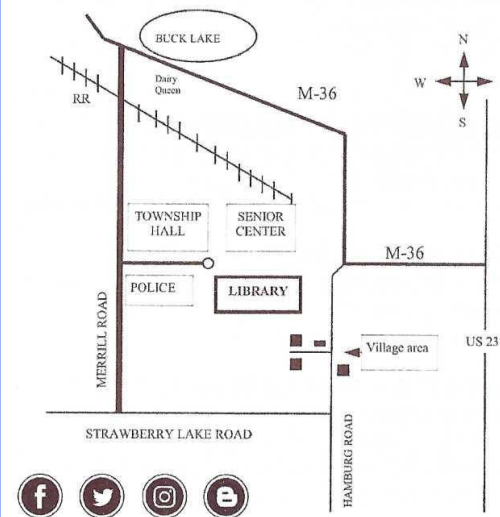 BUCK LAKE
N
W
E
S
Dairy
Queen
M-36
RR
TOWNSHIP
HALL
SENIOR
CENTER
M-36
POLICE
LIBRARY
MERRILL ROAD
Village area
US 23
STRAWBERRY LAKE ROAD
HAMBURG ROAD